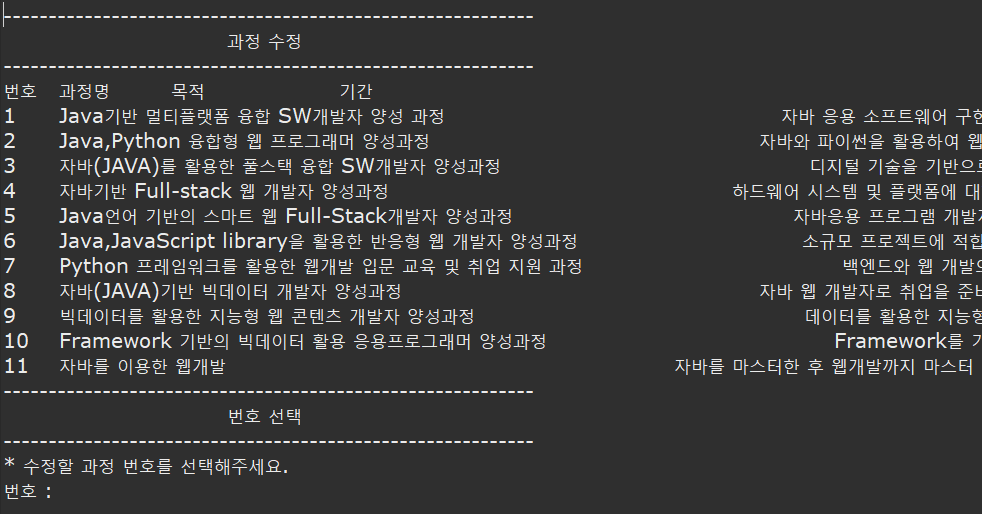 ------------------------------------------------------------
과정 수정
------------------------------------------------------------
번호 과정명 목적 기간
1 Java기반 멀티플랫폼 융합 SW개발자 양성 과정 자바 응용 소프트웨어 구현
2 Java,Python 융합형 웹 프로그래머 양성과정 자바와 파이썬을 활용하여 웹
3 자바(JAVA)를 활용한 풀스택 융합 SW개발자 양성과정 디지털 기술을 기반으로
4 자바기반 Full-stack 웹 개발자 양성과정 하드웨어 시스템 및 플랫폼에 대
5 Java언어 기반의 스마트 웹 Full-Stack개발자 양성과정 자바응용 프로그램 개발
6 Java,JavaScript library을 활용한 반응형 웹 개발자 양성과정 소규모 프로젝트에 적합
7 Python 프레임워크를 활용한 웹개발 입문 교육 및 취업 지원 과정 백엔드와 웹 개발
8 자바(JAVA)기반 빅데이터 개발자 양성과정 자바 웹 개발자로 취업을 준비
9 빅데이터를 활용한 지능형 웹 콘텐츠 개발자 양성과정 데이터를 활용한 지능형
10 Framework 기반의 빅데이터 활용 응용프로그래머 양성과정 Framework를
11 자바를 이용한 웹개발 자바를 마스터한 후 웹개발까지 마스터
------------------------------------------------------------
번호 선택
------------------------------------------------------------
* 수정할 과정 번호를 선택해주세요.
번호 :